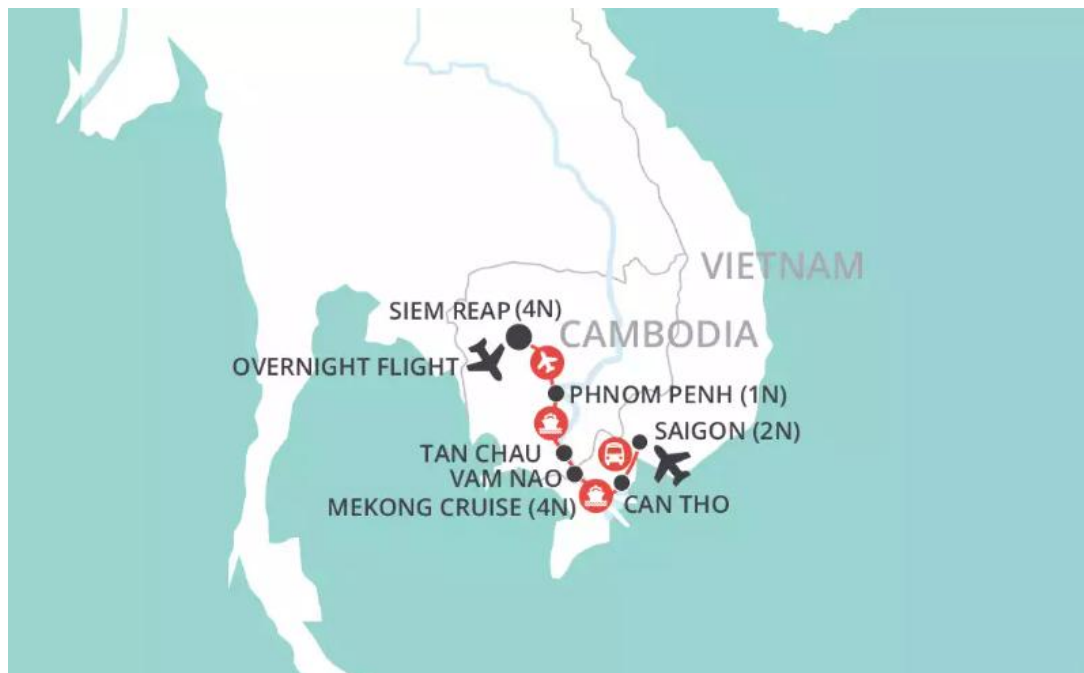 VIETNAM
SIEM REAP (4N)
CAMBODIA
OVERNIGHT FLIGHT
PHNOM PENH (1N)
SAIGON (2N)
TAN CHAU
VAM NAO
MEKONG CRUISE (4N)
CAN THO